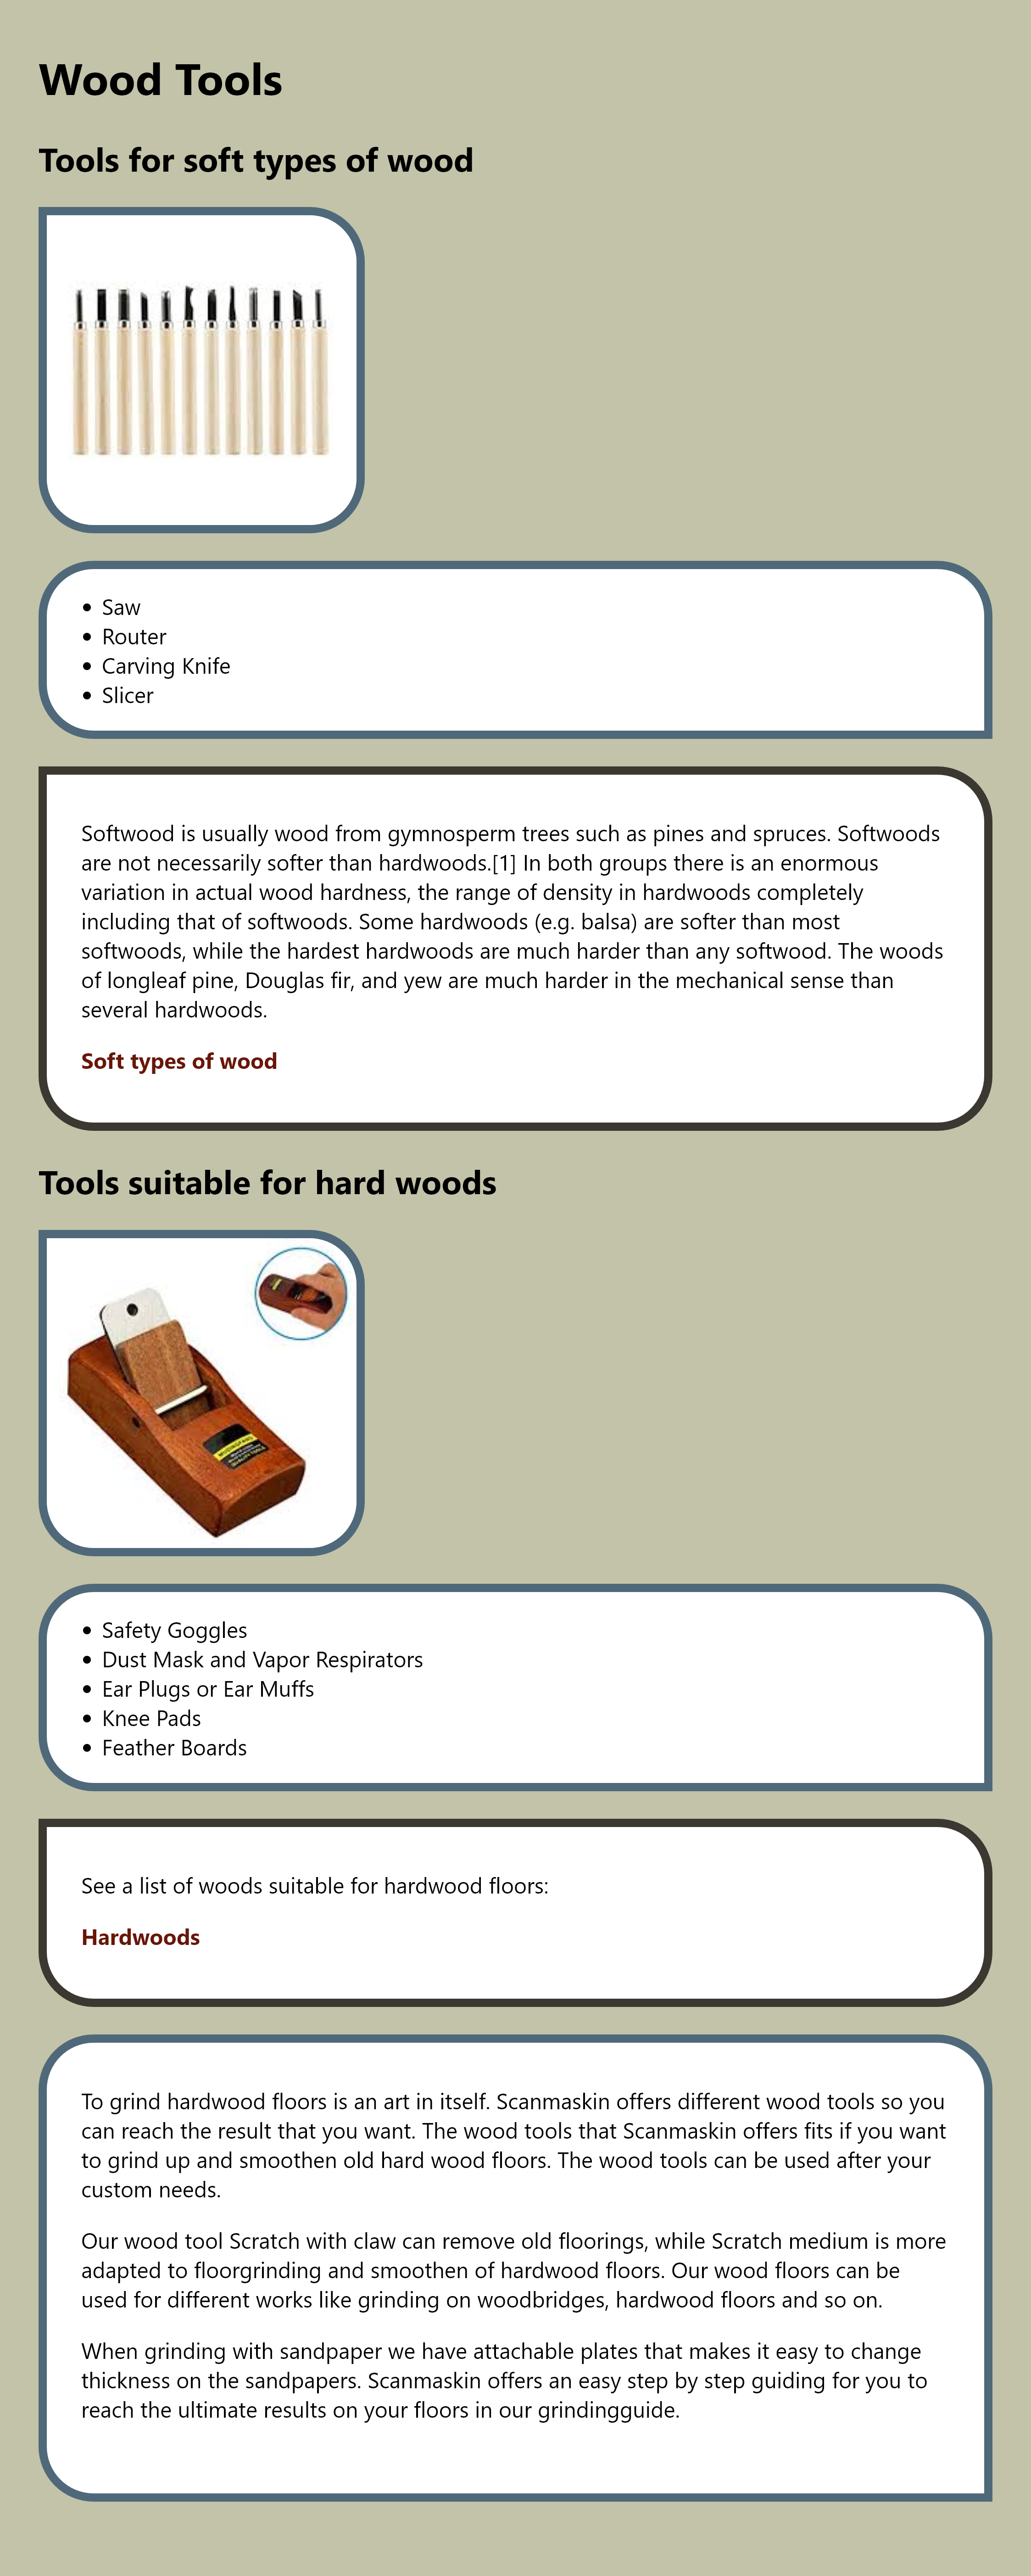 Wood Tools
Tools for soft types of wood
• Saw
• Router
• Carving Knife
• Slicer
Softwood is usually wood from gymnosperm trees such as pines and spruces. Softwoods
are not necessarily softer than hardwoods.[1] In both groups there is an enormous
variation in actual wood hardness, the range of density in hardwoods completely
including that of softwoods. Some hardwoods (e.g. balsa) are softer than most
softwoods, while the hardest hardwoods are much harder than any softwood. The woods
of longleaf pine, Douglas fir, and yew are much harder in the mechanical sense than
several hardwoods.
Soft types of wood
Tools suitable for hard woods
• Safety Goggles
• Dust Mask and Vapor Respirators
• Ear Plugs or Ear Muffs
• Knee Pads
• Feather Boards
See a list of woods suitable for hardwood floors:
Hardwoods
To grind hardwood floors is an art in itself. Scanmaskin offers different wood tools so you
can reach the result that you want. The wood tools that Scanmaskin offers fits if you want
to grind up and smoothen old hard wood floors. The wood tools can be used after your
custom needs.
Our wood tool Scratch with claw can remove old floorings, while Scratch medium is more
adapted to floorgrinding and smoothen of hardwood floors. Our wood floors can be
used for different works like grinding on woodbridges, hardwood floors and so on.
When grinding with sandpaper we have attachable plates that makes it easy to change
thickness on the sandpapers. Scanmaskin offers an easy step by step guiding for you to
reach the ultimate results on your floors in our grindingguide.